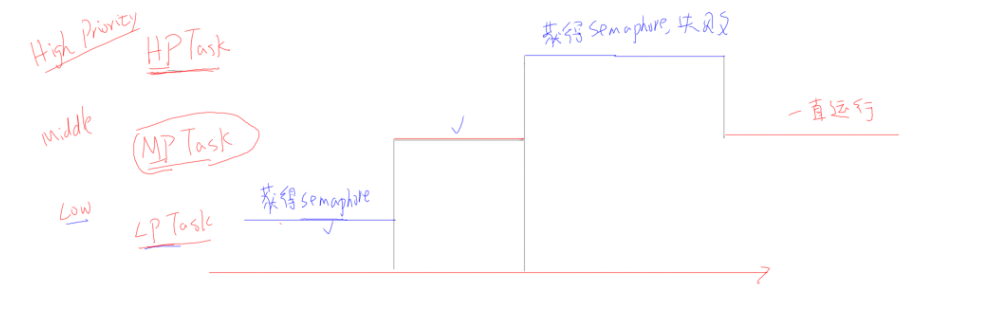 High Priority
HP Task
获得Semaphore,失败
Middle
MP Task
一直运行
Low
LP Task
获得Semaphore